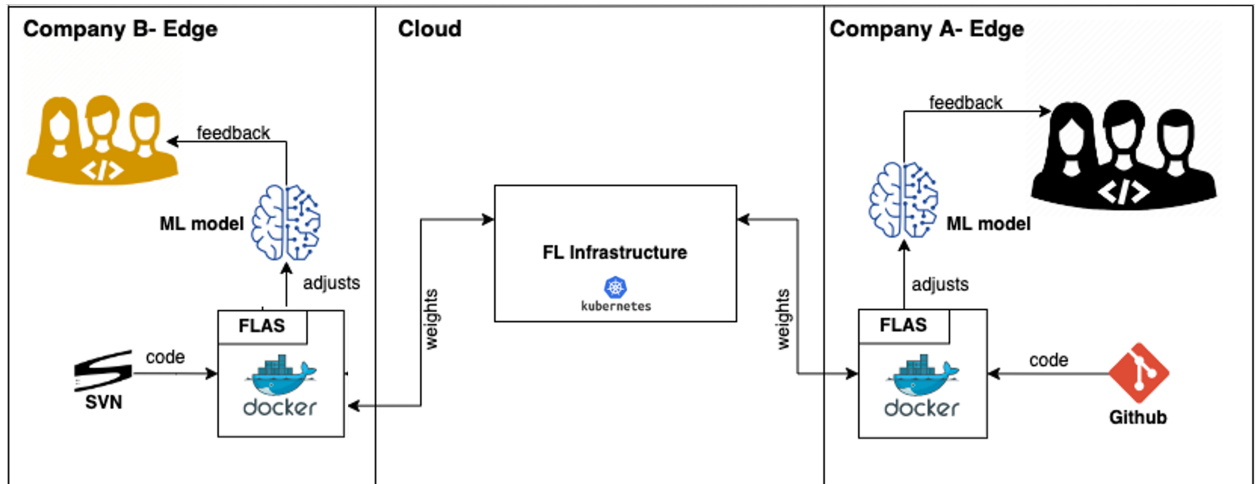 Company B- Edge
Cloud
Company A- Edge
feedback
</>
ML model
adjusts
FLAS
docker
code
SVN
weights
FL Infrastructure
kubernetes
weights
feedback
</>
ML model
adjusts
FLAS
docker
code
Github